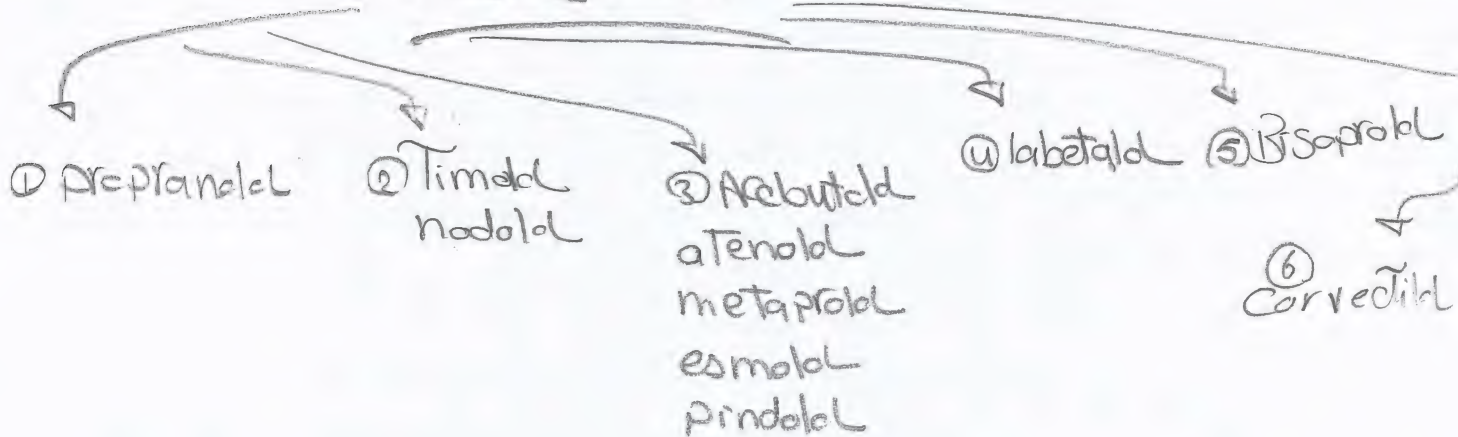 ① propranolol
② Timolol
nadolol
③ Acebutolol
atenolol
metaprolol
esmolol
pindolol
④ labetalol
⑤ Bisoprolol
⑥
Carvedilol